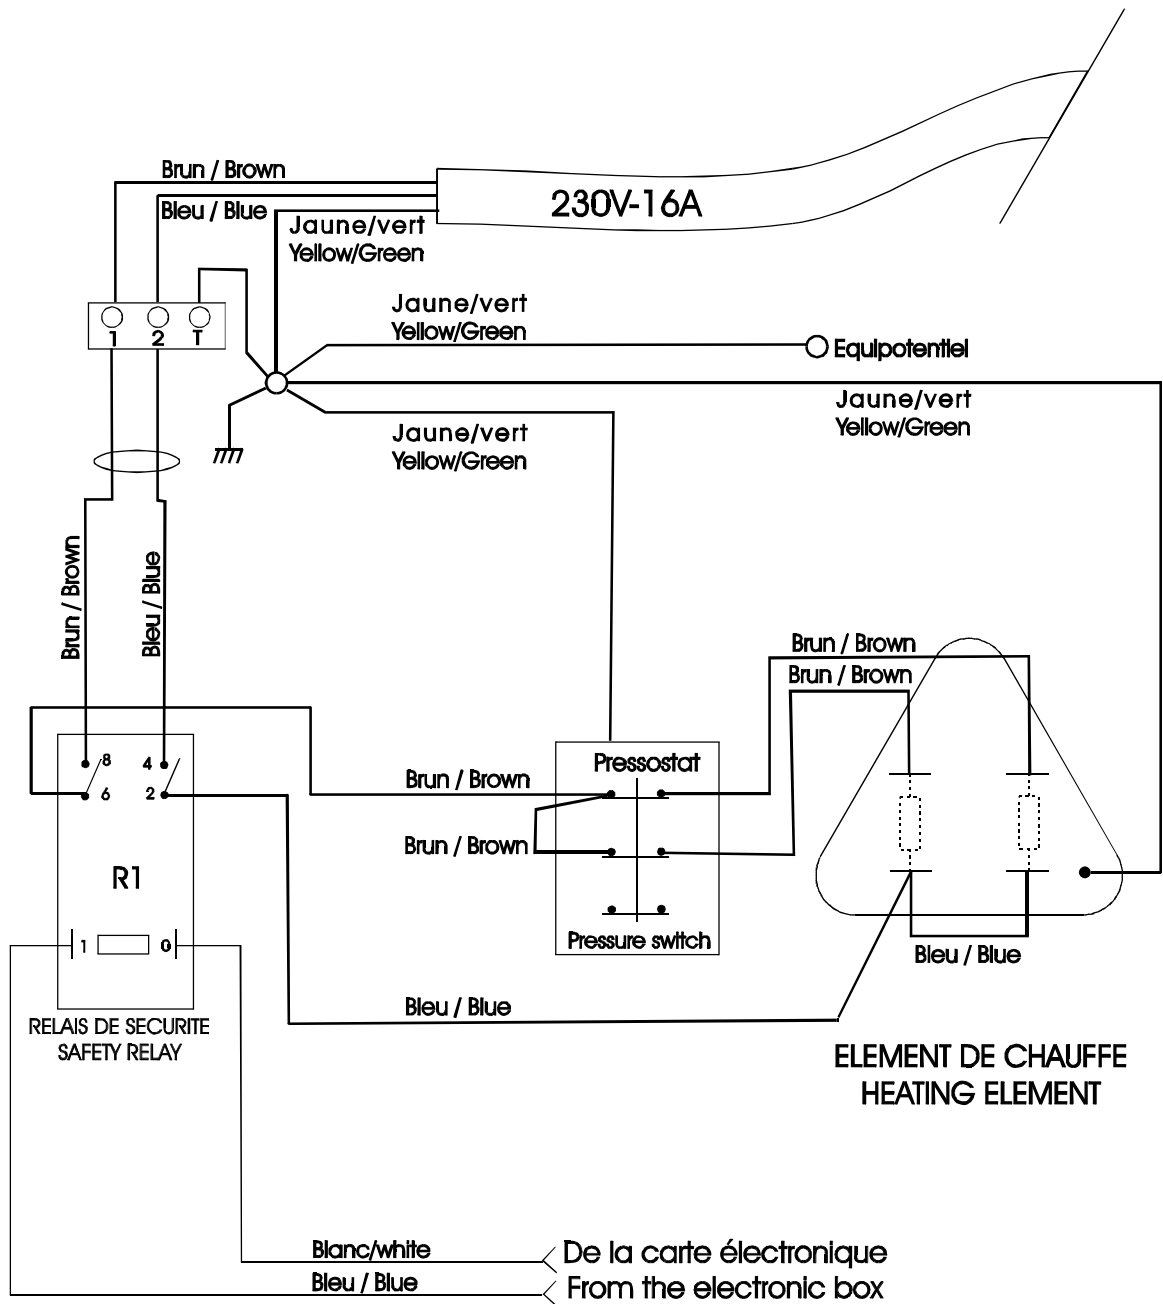 Brun / Brown
230V-16A
Bleu / Blue
Jaune/vert
Yellow/Green
Jaune/vert
Yellow/Green
1 2 T
Equipotentiel
Jaune/vert
Yellow/Green
Jaune/vert
Yellow/Green
Brun / Brown
Bleu / Blue
Brun / Brown
Brun / Brown
8 4
6 2
Pressostat
Brun / Brown
Brun / Brown
R1
1 0
Pressure switch
Bleu / Blue
Bleu / Blue
RELAIS DE SECURITE
SAFETY RELAY
ELEMENT DE CHAUFFE
HEATING ELEMENT
Blanc/white
De la carte électronique
Bleu / Blue
From the electronic box